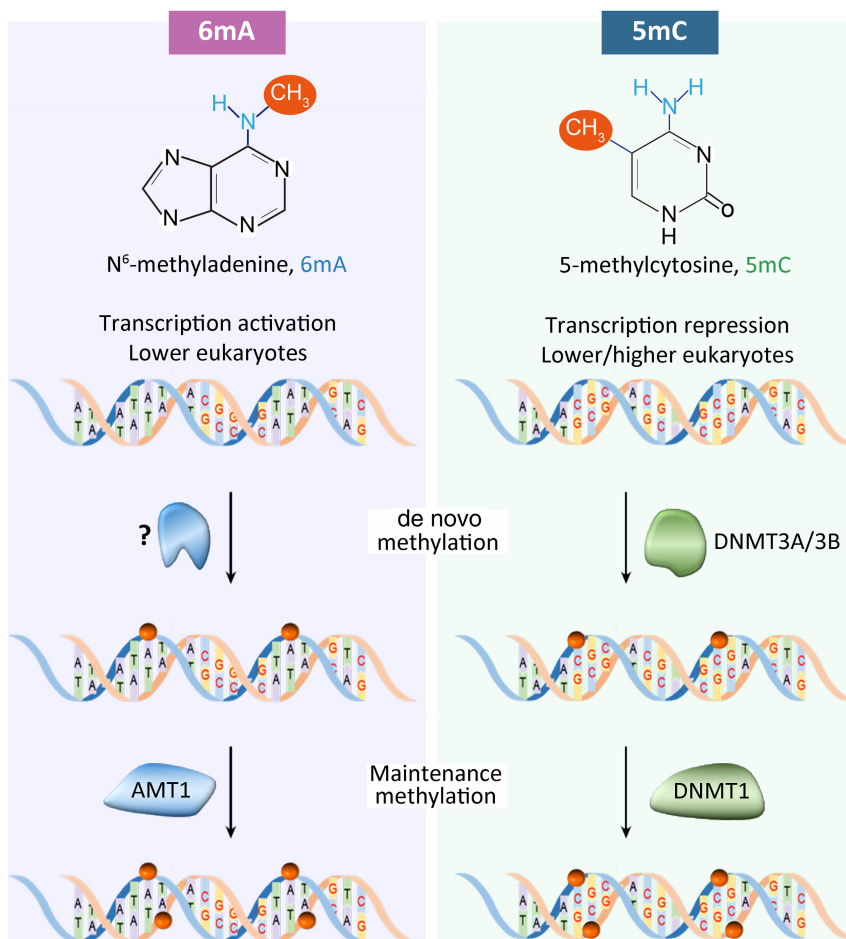 6mA
5mC
H
N
CH3
N
N
N
N
H
N
H
CH3
N
N
H
O
N⁶-methyladenine, 6mA
5-methylcytosine, 5mC
Transcription activation
Lower eukaryotes
Transcription repression
Lower/higher eukaryotes
?
de novo
methylation
DNMT3A/3B
AMT1
Maintenance
methylation
DNMT1